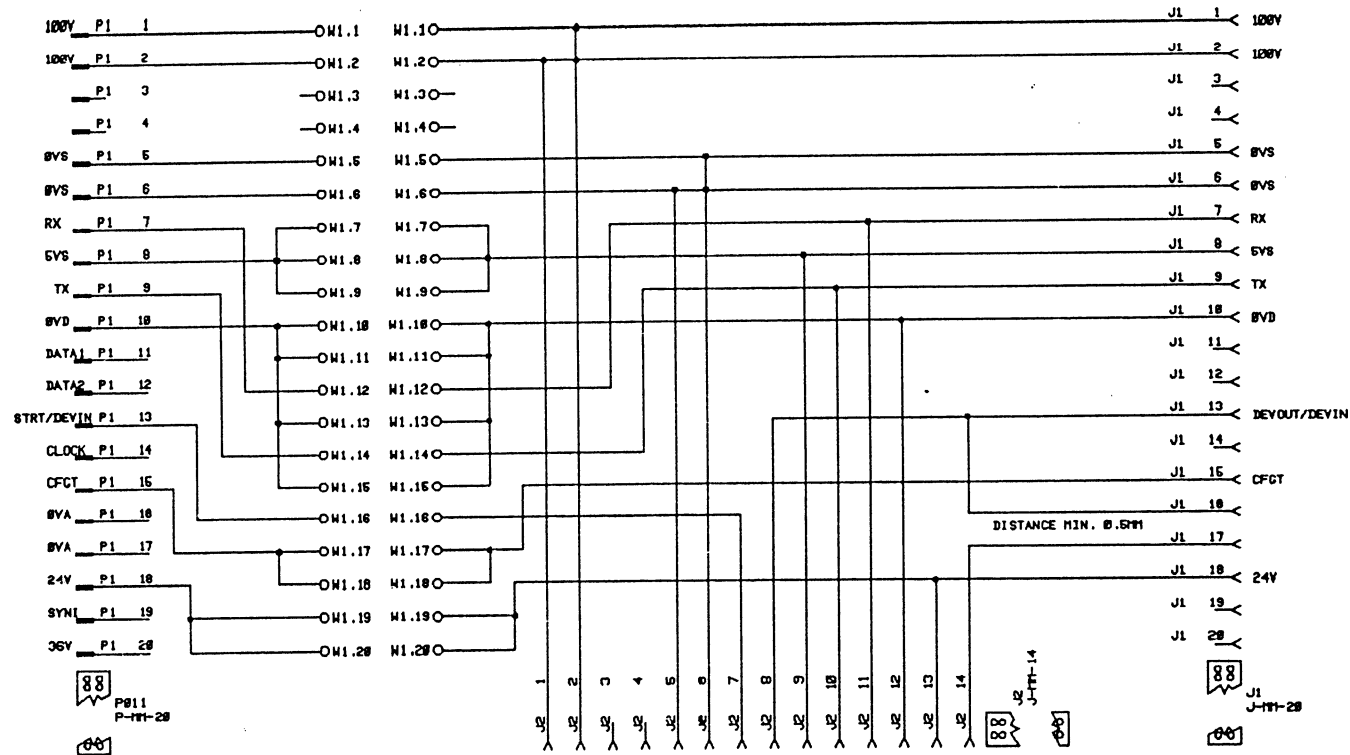 100V P1 1 W1.1 W1.1 J1 1 100V
100V P1 2 W1.2 W1.2 J1 2 100V
P1 3 W1.3 W1.3 J1 3
P1 4 W1.4 W1.4 J1 4
0VS P1 5 W1.5 W1.5 J1 5 0VS
0VS P1 6 W1.6 W1.6 J1 6 0VS
RX P1 7 W1.7 W1.7 J1 7 RX
5VS P1 8 W1.8 W1.8 J1 8 5VS
TX P1 9 W1.9 W1.9 J1 9 TX
0VD P1 10 W1.10 W1.10 J1 10 0VD
DATA1 P1 11 W1.11 W1.11 J1 11
DATA2 P1 12 W1.12 W1.12 J1 12
STRT/DEVIN P1 13 W1.13 W1.13 J1 13 DEVOUT/DEVIN
CLOCK P1 14 W1.14 W1.14 J1 14
CFGT P1 15 W1.15 W1.15 J1 15 CFGT
0VA P1 16 W1.16 W1.16 J1 16
DISTANCE MIN. 0.5MM
0VA P1 17 W1.17 W1.17 J1 17
24V P1 18 W1.18 W1.18 J1 18 24V
SYNI P1 19 W1.19 W1.19 J1 19
36V P1 20 W1.20 W1.20 J1 20
1 2 3 4 5 6 7 8 9 10 11 12 13 14
J2 J2 J2 J2 J2 J2 J2 J2 J2 J2 J2 J2 J2 J2
J2
J-MM-14
P011
P-MM-20
J1
J-MM-20